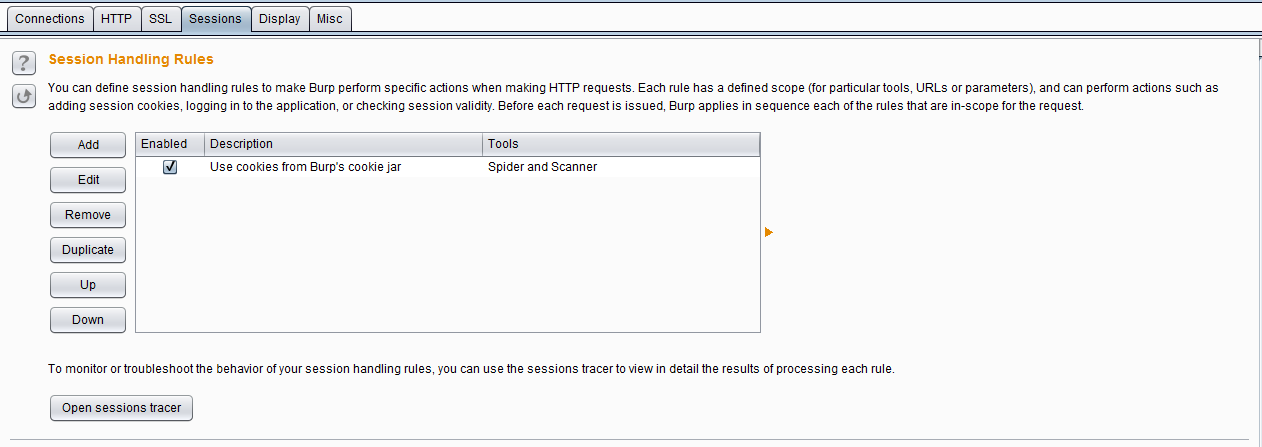 Connections HTTP SSL Sessions Display Misc
? Session Handling Rules
You can define session handling rules to make Burp perform specific actions when making HTTP requests. Each rule has a defined scope (for particular tools, URLs or parameters), and can perform actions such as
adding session cookies, logging in to the application, or checking session validity. Before each request is issued, Burp applies in sequence each of the rules that are in-scope for the request.
Add
Edit
Remove
Duplicate
Up
Down
Enabled Description Tools
Use cookies from Burp's cookie jar Spider and Scanner
To monitor or troubleshoot the behavior of your session handling rules, you can use the sessions tracer to view in detail the results of processing each rule.
Open sessions tracer